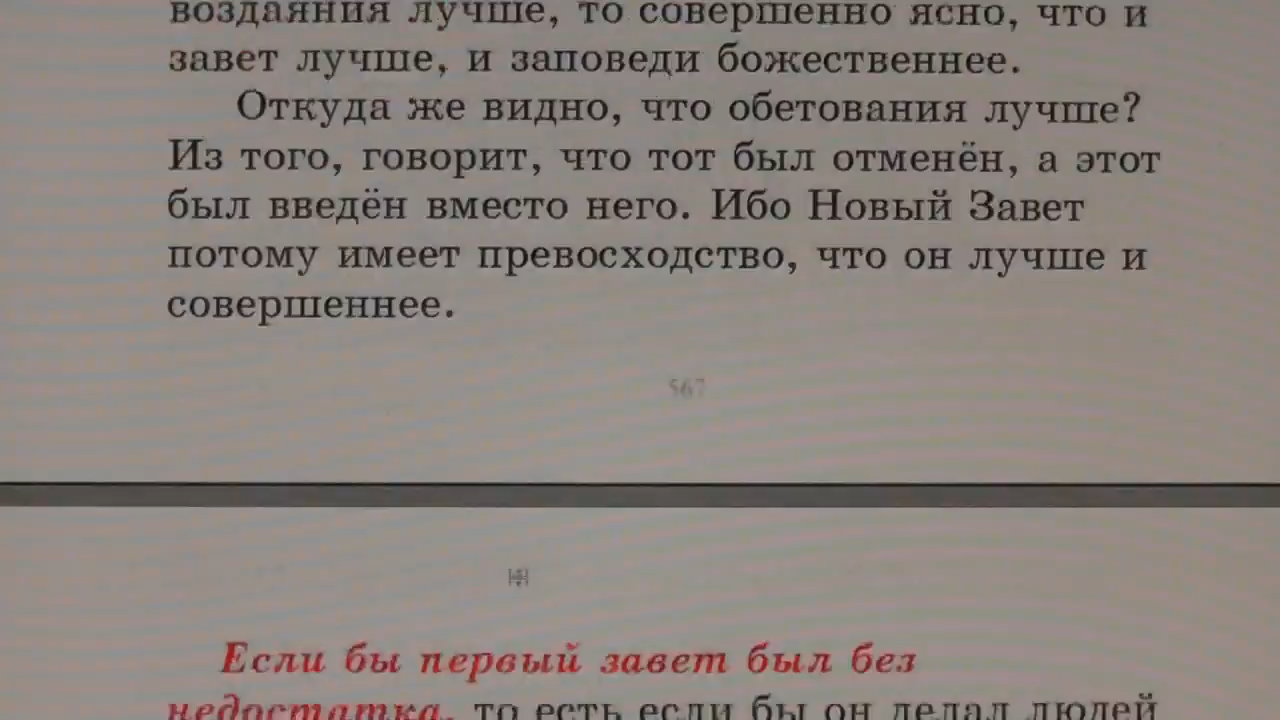 воздаяния лучше, то совершенно ясно, что и
завет лучше, и заповеди божественнее.
Откуда же видно, что обетования лучше?
Из того, говорит, что тот был отменён, а этот
был введён вместо него. Ибо Новый Завет
потому имеет превосходство, что он лучше и
совершеннее.
567
Если бы первый завет был без
недостатка, то есть если бы он делал людей